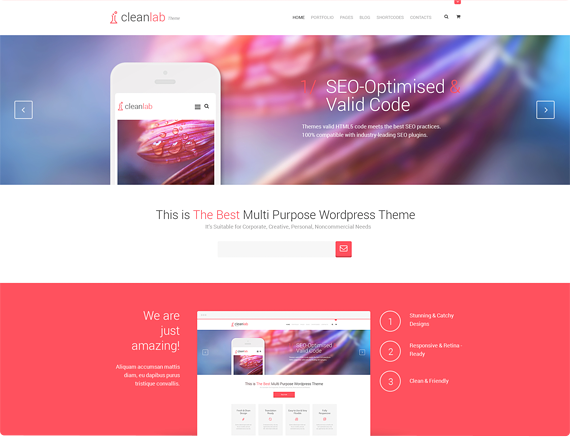 cleanlab Theme
HOME PORTFOLIO PAGES BLOG SHORTCODES CONTACTS
cleanlab
1/ SEO-Optimised &
Valid Code
Themes valid HTML5 code meets the best SEO practices.
100% compatible with industry-leading SEO plugins.
This is The Best Multi Purpose Wordpress Theme
It's Suitable for Corporate, Creative, Personal, Noncommercial Needs
We are
just
amazing!
Aliquam accumsan mattis
diam, eu dapibus purus
tristique convallis.
cleanlab
SEO-Optimised
Valid Code
This is The Best Multi Purpose Wordpress Theme
1 Stunning & Catchy
Designs
2 Responsive & Retina -
Ready
3 Clean & Friendly